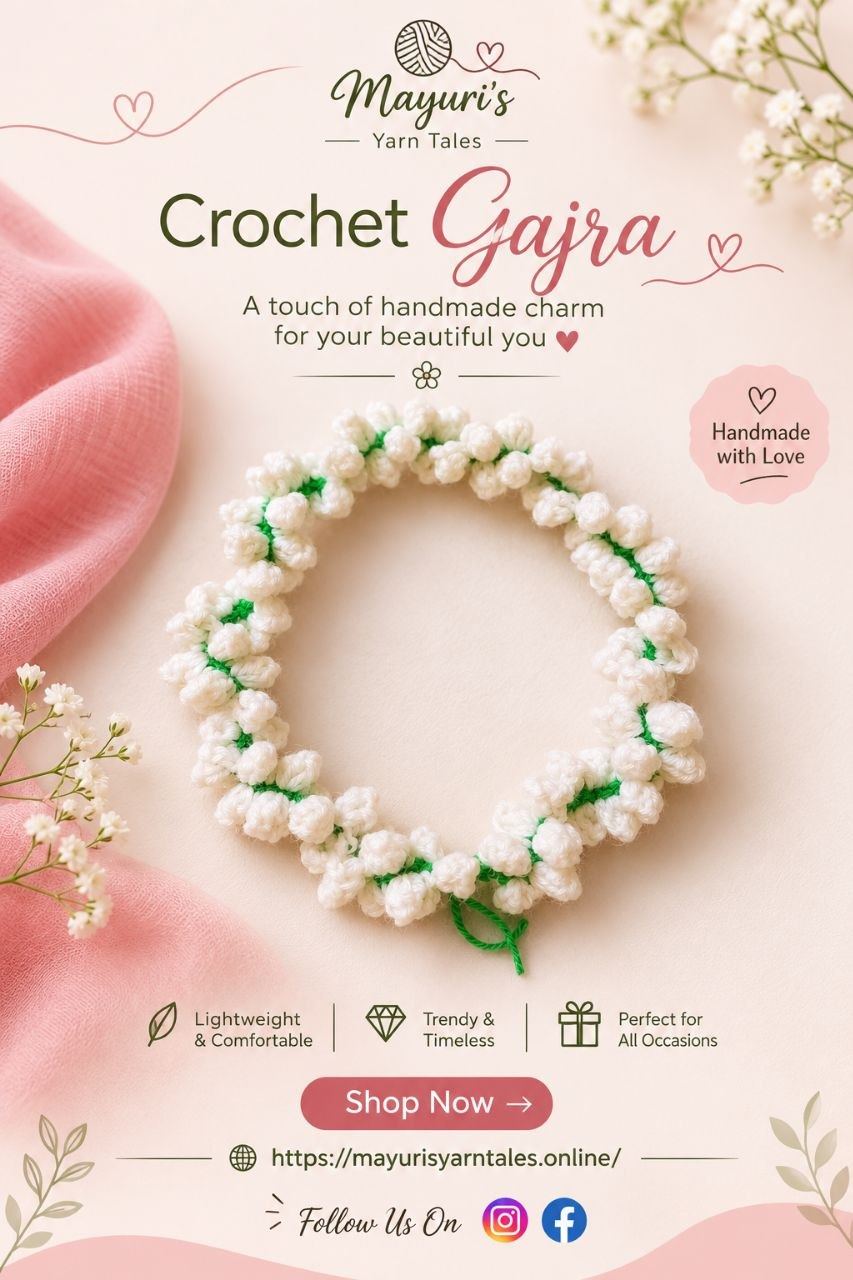 Mayuri's
Yarn Tales
Crochet Gajra
A touch of handmade charm
for your beautiful you ♥
Handmade
with Love
Lightweight
& Comfortable
Trendy &
Timeless
Perfect for
All Occasions
Shop Now →
https://mayurisyarntales.online/
Follow Us On